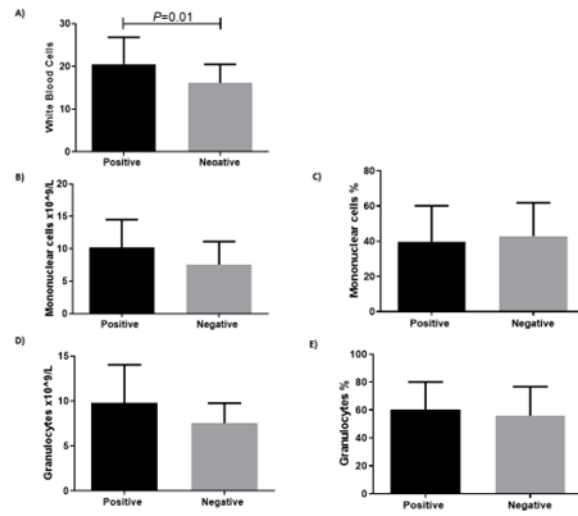 A)
P=0.01
White Blood Cells
30
20
10
0
Positive Negative
B)
Mononuclear cells x10^9/L
20
15
10
5
0
Positive Negative
C)
Mononuclear cells %
80
60
40
20
0
Positive Negative
D)
Granulocytes x10^9/L
15
10
5
0
Positive Negative
E)
Granulocytes %
100
80
60
40
20
0
Positive Negative